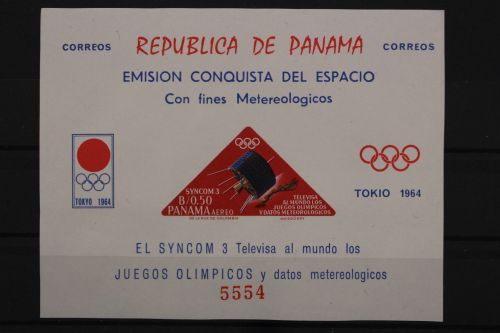 CORREOS
REPUBLICA DE PANAMA
CORREOS
EMISION CONQUISTA DEL ESPACIO
Con fines Metereologicos
TOKYO 1964
SYNCOM 3
B/0.50
PANAMA AEREO
TELEVISA
AL MUNDO LOS
JUEGOS OLIMPICOS
Y DATOS METEOROLOGICOS
TOKIO 1964
EL SYNCOM 3 Televisa al mundo los
JUEGOS OLIMPICOS y datos metereologicos
5554